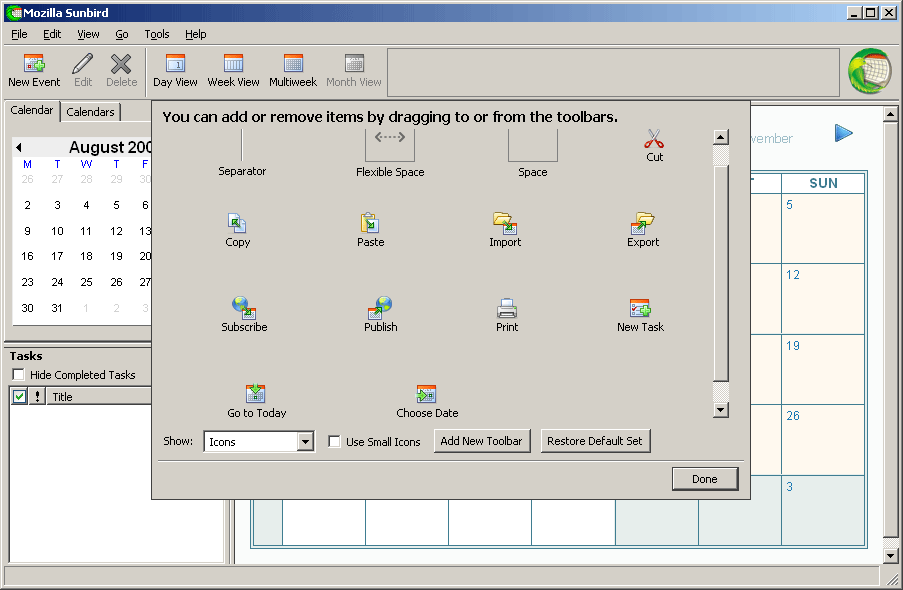 Mozilla Sunbird
File Edit View Go Tools Help
New Event Edit Delete Day View Week View Multiweek Month View
Calendar Calendars
You can add or remove items by dragging to or from the toolbars.
August 200
M T W T F
26 27 28 29 30
2 3 4 5 6
9 10 11 12 13
16 17 18 19 20
23 24 25 26 27
30 31 1 2 3
Separator Flexible Space Space Cut
Copy Paste Import Export
Subscribe Publish Print New Task
Go to Today Choose Date
Show: Icons Use Small Icons Add New Toolbar Restore Default Set
Done
Tasks
Hide Completed Tasks
! Title
vember
T SUN
5
12
19
26
3